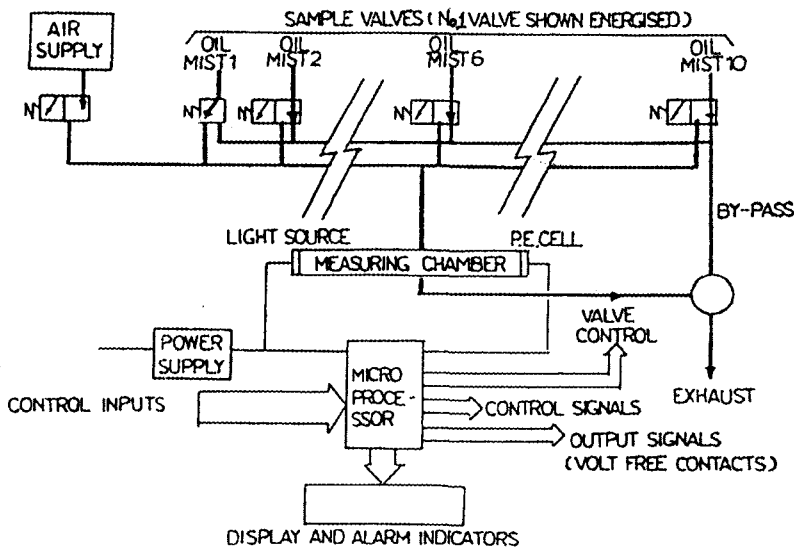 SAMPLE VALVES (No1 VALVE SHOWN ENERGISED)
AIR
SUPPLY
OIL
MIST1
OIL
MIST2
OIL
MIST6
OIL
MIST10
BY-PASS
LIGHT SOURCE
P.E.CELL
MEASURING CHAMBER
VALVE
CONTROL
POWER
SUPPLY
MICRO
PROCE-
SSOR
EXHAUST
CONTROL INPUTS
CONTROL SIGNALS
OUTPUT SIGNALS
(VOLT FREE CONTACTS)
DISPLAY AND ALARM INDICATORS